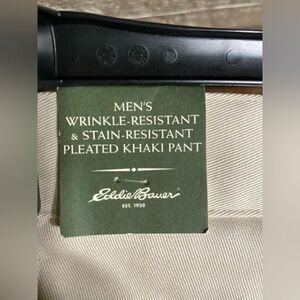 MEN'S
WRINKLE-RESISTANT
& STAIN-RESISTANT
PLEATED KHAKI PANT
Eddie Bauer
EST. 1920